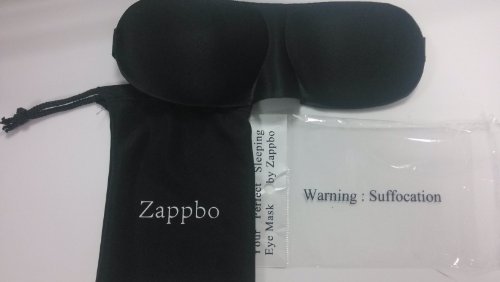 Zappbo
Your Perfect Sleeping
Eye Mask by Zappbo
Warning : Suffocation